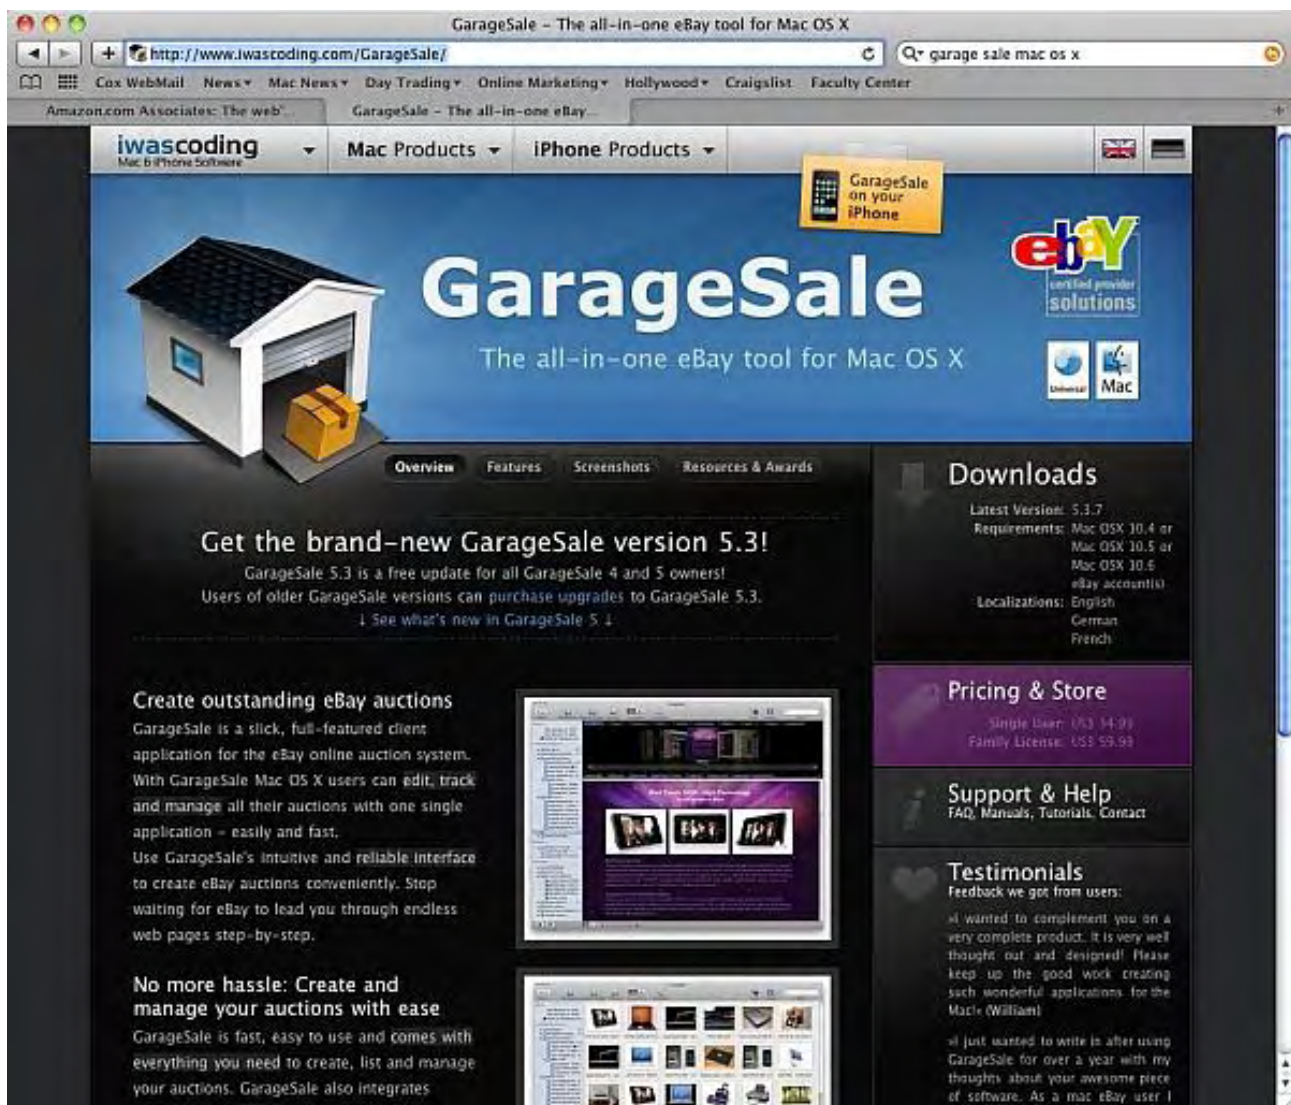 GarageSale – The all-in-one eBay tool for Mac OS X
http://www.iwascoding.com/GarageSale/
garage sale mac os x
Cox WebMail News Mac News Day Trading Online Marketing Hollywood Craigslist Faculty Center
Amazon.com Associates: The web'...
GarageSale – The all-in-one eBay...
iwascoding
Mac & iPhone Software
Mac Products
iPhone Products
GarageSale
on your
iPhone
GarageSale
The all-in-one eBay tool for Mac OS X
ebaY
certified provider
solutions
Universal
Mac
Overview Features Screenshots Resources & Awards
Get the brand-new GarageSale version 5.3!
GarageSale 5.3 is a free update for all GarageSale 4 and 5 owners!
Users of older GarageSale versions can purchase upgrades to GarageSale 5.3.
↓ See what's new in GarageSale 5 ↓
Create outstanding eBay auctions
GarageSale is a slick, full-featured client
application for the eBay online auction system.
With GarageSale Mac OS X users can edit, track
and manage all their auctions with one single
application – easily and fast.
Use GarageSale's intuitive and reliable interface
to create eBay auctions conveniently. Stop
waiting for eBay to lead you through endless
web pages step-by-step.
No more hassle: Create and
manage your auctions with ease
GarageSale is fast, easy to use and comes with
everything you need to create, list and manage
your auctions. GarageSale also integrates
Downloads
Latest Version: 5.3.7
Requirements: Mac OSX 10.4 or
Mac OSX 10.5 or
Mac OSX 10.6
eBay account(s)
Localizations: English
German
French
Pricing & Store
Single User: US$ 34.99
Family License: US$ 59.99
Support & Help
FAQ, Manuals, Tutorials, Contact
Testimonials
Feedback we got from users:
»I wanted to complement you on a
very complete product. It is very well
thought out and designed! Please
keep up the good work creating
such wonderful applications for the
Mac!« (William)
»I just wanted to write in after using
GarageSale for over a year with my
thoughts about your awesome piece
of software. As a mac eBay user I